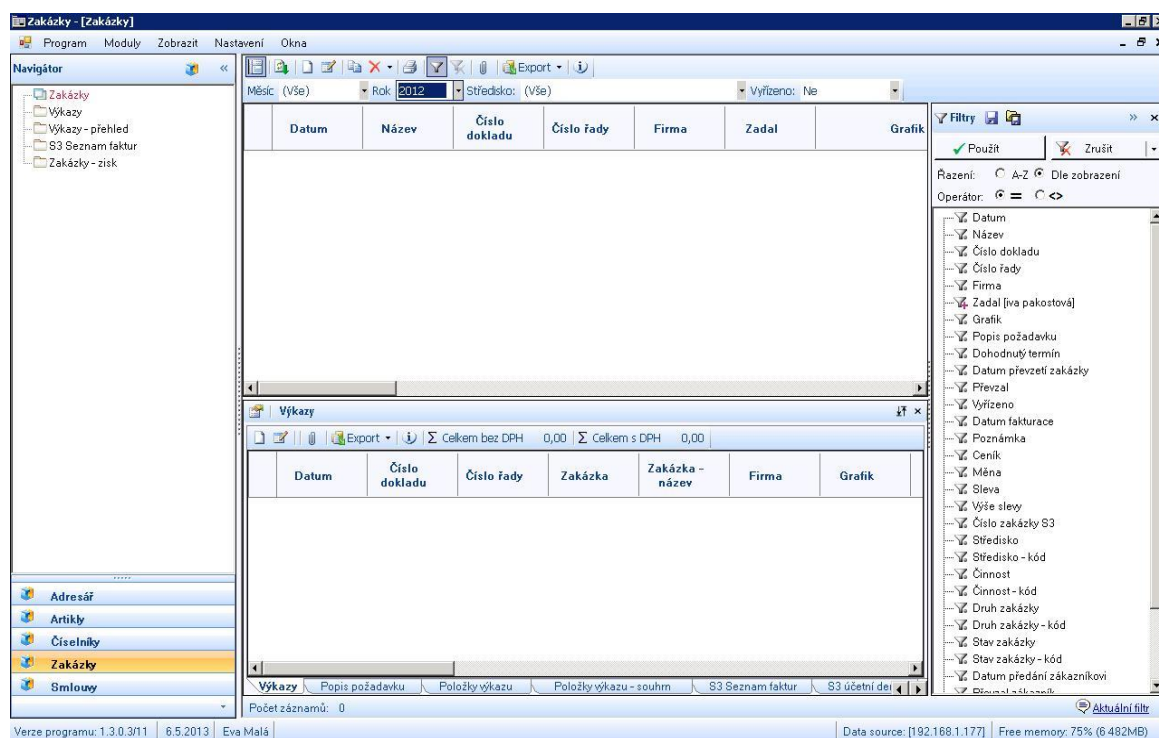 Zakázky - [Zakázky]
Program Moduly Zobrazit Nastavení Okna
Navigátor
Zakázky
Výkazy
Výkazy - přehled
S3 Seznam faktur
Zakázky - zisk
Adresář
Artikly
Číselníky
Zakázky
Smlouvy
Export
Měsíc (Vše) Rok 2012 Středisko: (Vše) Vyřízeno: Ne
Datum Název Číslo dokladu Číslo řady Firma Zadal Grafik
Výkazy
Export Σ Celkem bez DPH 0,00 Σ Celkem s DPH 0,00
Datum Číslo dokladu Číslo řady Zakázka Zakázka - název Firma Grafik
Výkazy Popis požadavku Položky výkazu Položky výkazu - souhrn S3 Seznam faktur S3 účetní der
Počet záznamů: 0
Filtry
Použít Zrušit
Řazení: A-Z Dle zobrazení
Operátor: = <>
Datum
Název
Číslo dokladu
Číslo řady
Firma
Zadal [iva pakostová]
Grafik
Popis požadavku
Dohodnutý termín
Datum převzetí zakázky
Převzal
Vyřízeno
Datum fakturace
Poznámka
Ceník
Měna
Sleva
Výše slevy
Číslo zakázky S3
Středisko
Středisko - kód
Činnost
Činnost - kód
Druh zakázky
Druh zakázky - kód
Stav zakázky
Stav zakázky - kód
Datum předání zákazníkovi
Převzal zákazník
Aktuální filtr
Verze programu: 1.3.0.3/11 6.5.2013 Eva Malá Data source: [192.168.1.177] Free memory: 75% (6 482MB)